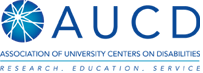 AUCD
ASSOCIATION OF UNIVERSITY CENTERS ON DISABILITIES
RESEARCH, EDUCATION, SERVICE